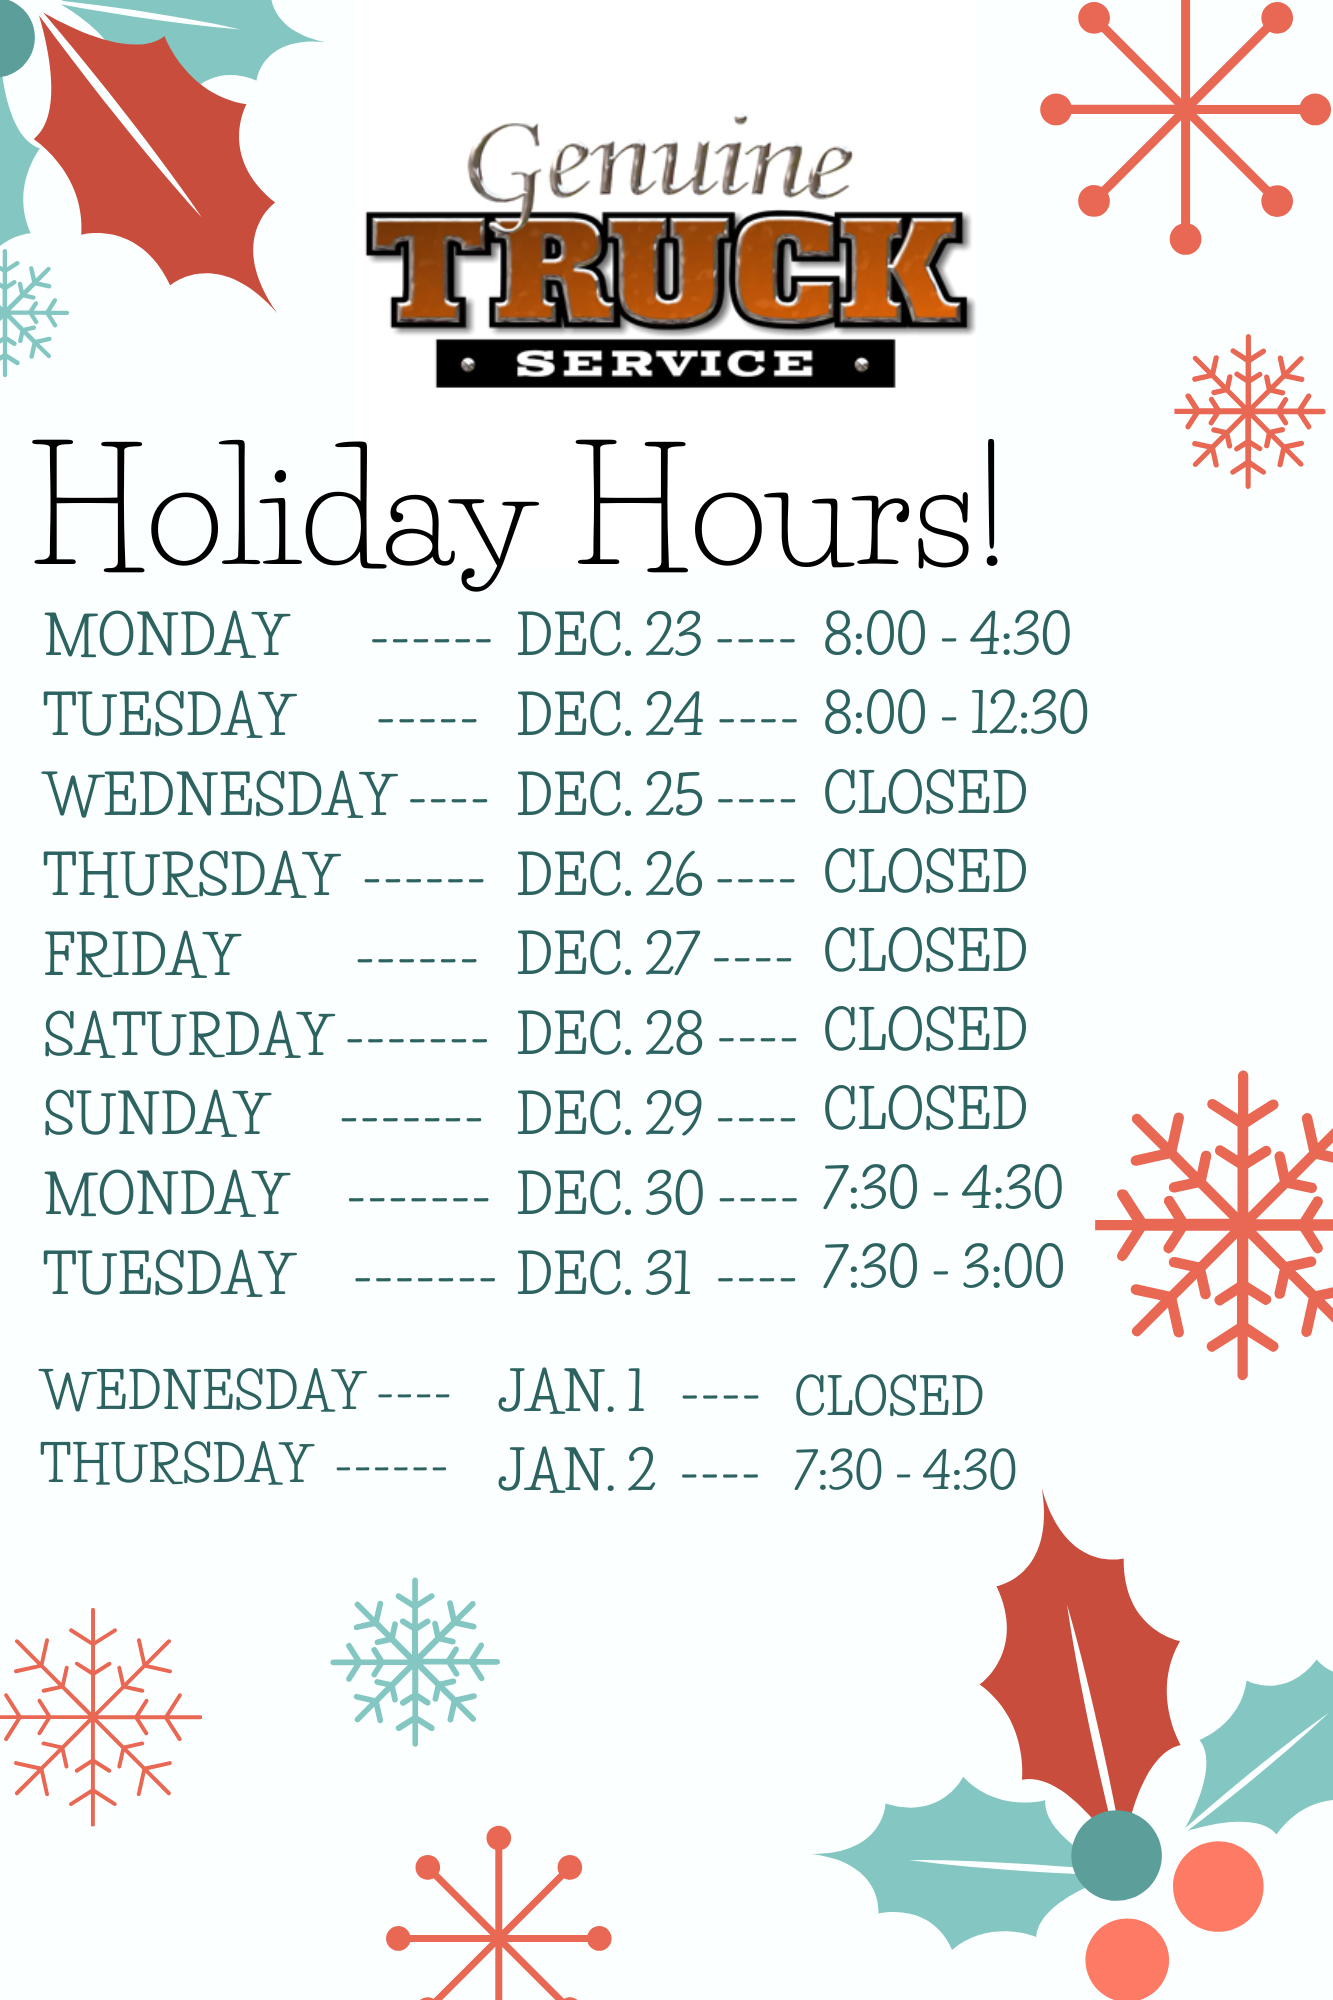 Genuine
TRUCK
SERVICE
Holiday Hours!
MONDAY ------ DEC. 23 ---- 8:00 - 4:30
TUESDAY ----- DEC. 24 ---- 8:00 - 12:30
WEDNESDAY ---- DEC. 25 ---- CLOSED
THURSDAY ------ DEC. 26 ---- CLOSED
FRIDAY ------ DEC. 27 ---- CLOSED
SATURDAY ------- DEC. 28 ---- CLOSED
SUNDAY ------- DEC. 29 ---- CLOSED
MONDAY ------- DEC. 30 ---- 7:30 - 4:30
TUESDAY ------- DEC. 31 ---- 7:30 - 3:00
WEDNESDAY ---- JAN. 1 ---- CLOSED
THURSDAY ------ JAN. 2 ---- 7:30 - 4:30